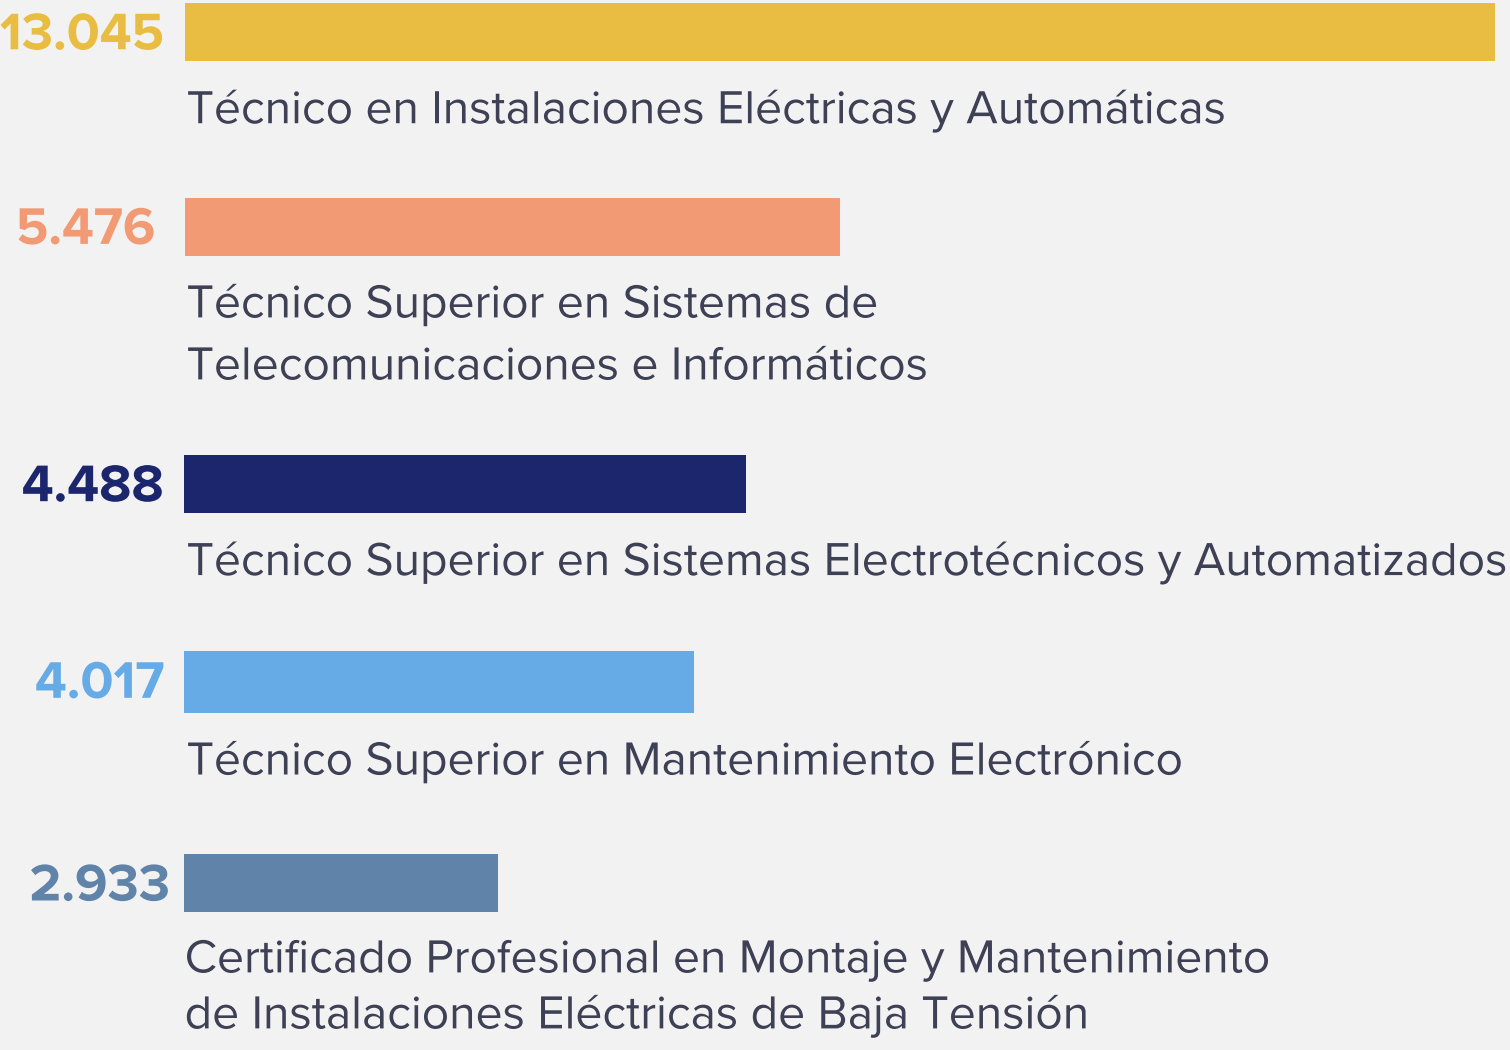 13.045
Técnico en Instalaciones Eléctricas y Automáticas
5.476
Técnico Superior en Sistemas de
Telecomunicaciones e Informáticos
4.488
Técnico Superior en Sistemas Electrotécnicos y Automatizados
4.017
Técnico Superior en Mantenimiento Electrónico
2.933
Certificado Profesional en Montaje y Mantenimiento
de Instalaciones Eléctricas de Baja Tensión